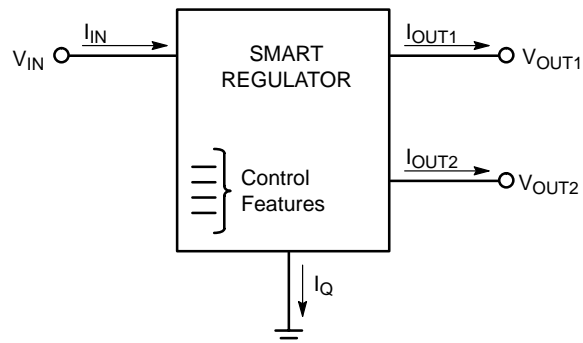 I_IN
V_IN
SMART
REGULATOR
I_OUT1
V_OUT1
I_OUT2
V_OUT2
Control
Features
I_Q